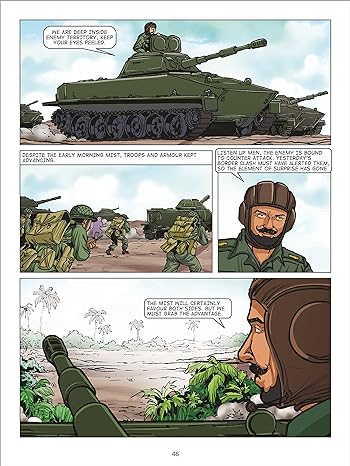 WE ARE DEEP INSIDE
ENEMY TERRITORY, KEEP
YOUR EYES PEELED.
DESPITE THE EARLY MORNING MIST, TROOPS AND ARMOUR KEPT
ADVANCING.
LISTEN UP MEN, THE ENEMY IS BOUND
TO COUNTER ATTACK. YESTERDAY'S
BORDER CLASH MUST HAVE ALERTED THEM,
SO THE ELEMENT OF SURPRISE HAS GONE
THE MIST WILL CERTAINLY
FAVOUR BOTH SIDES. BUT WE
MUST GRAB THE ADVANTAGE.
48